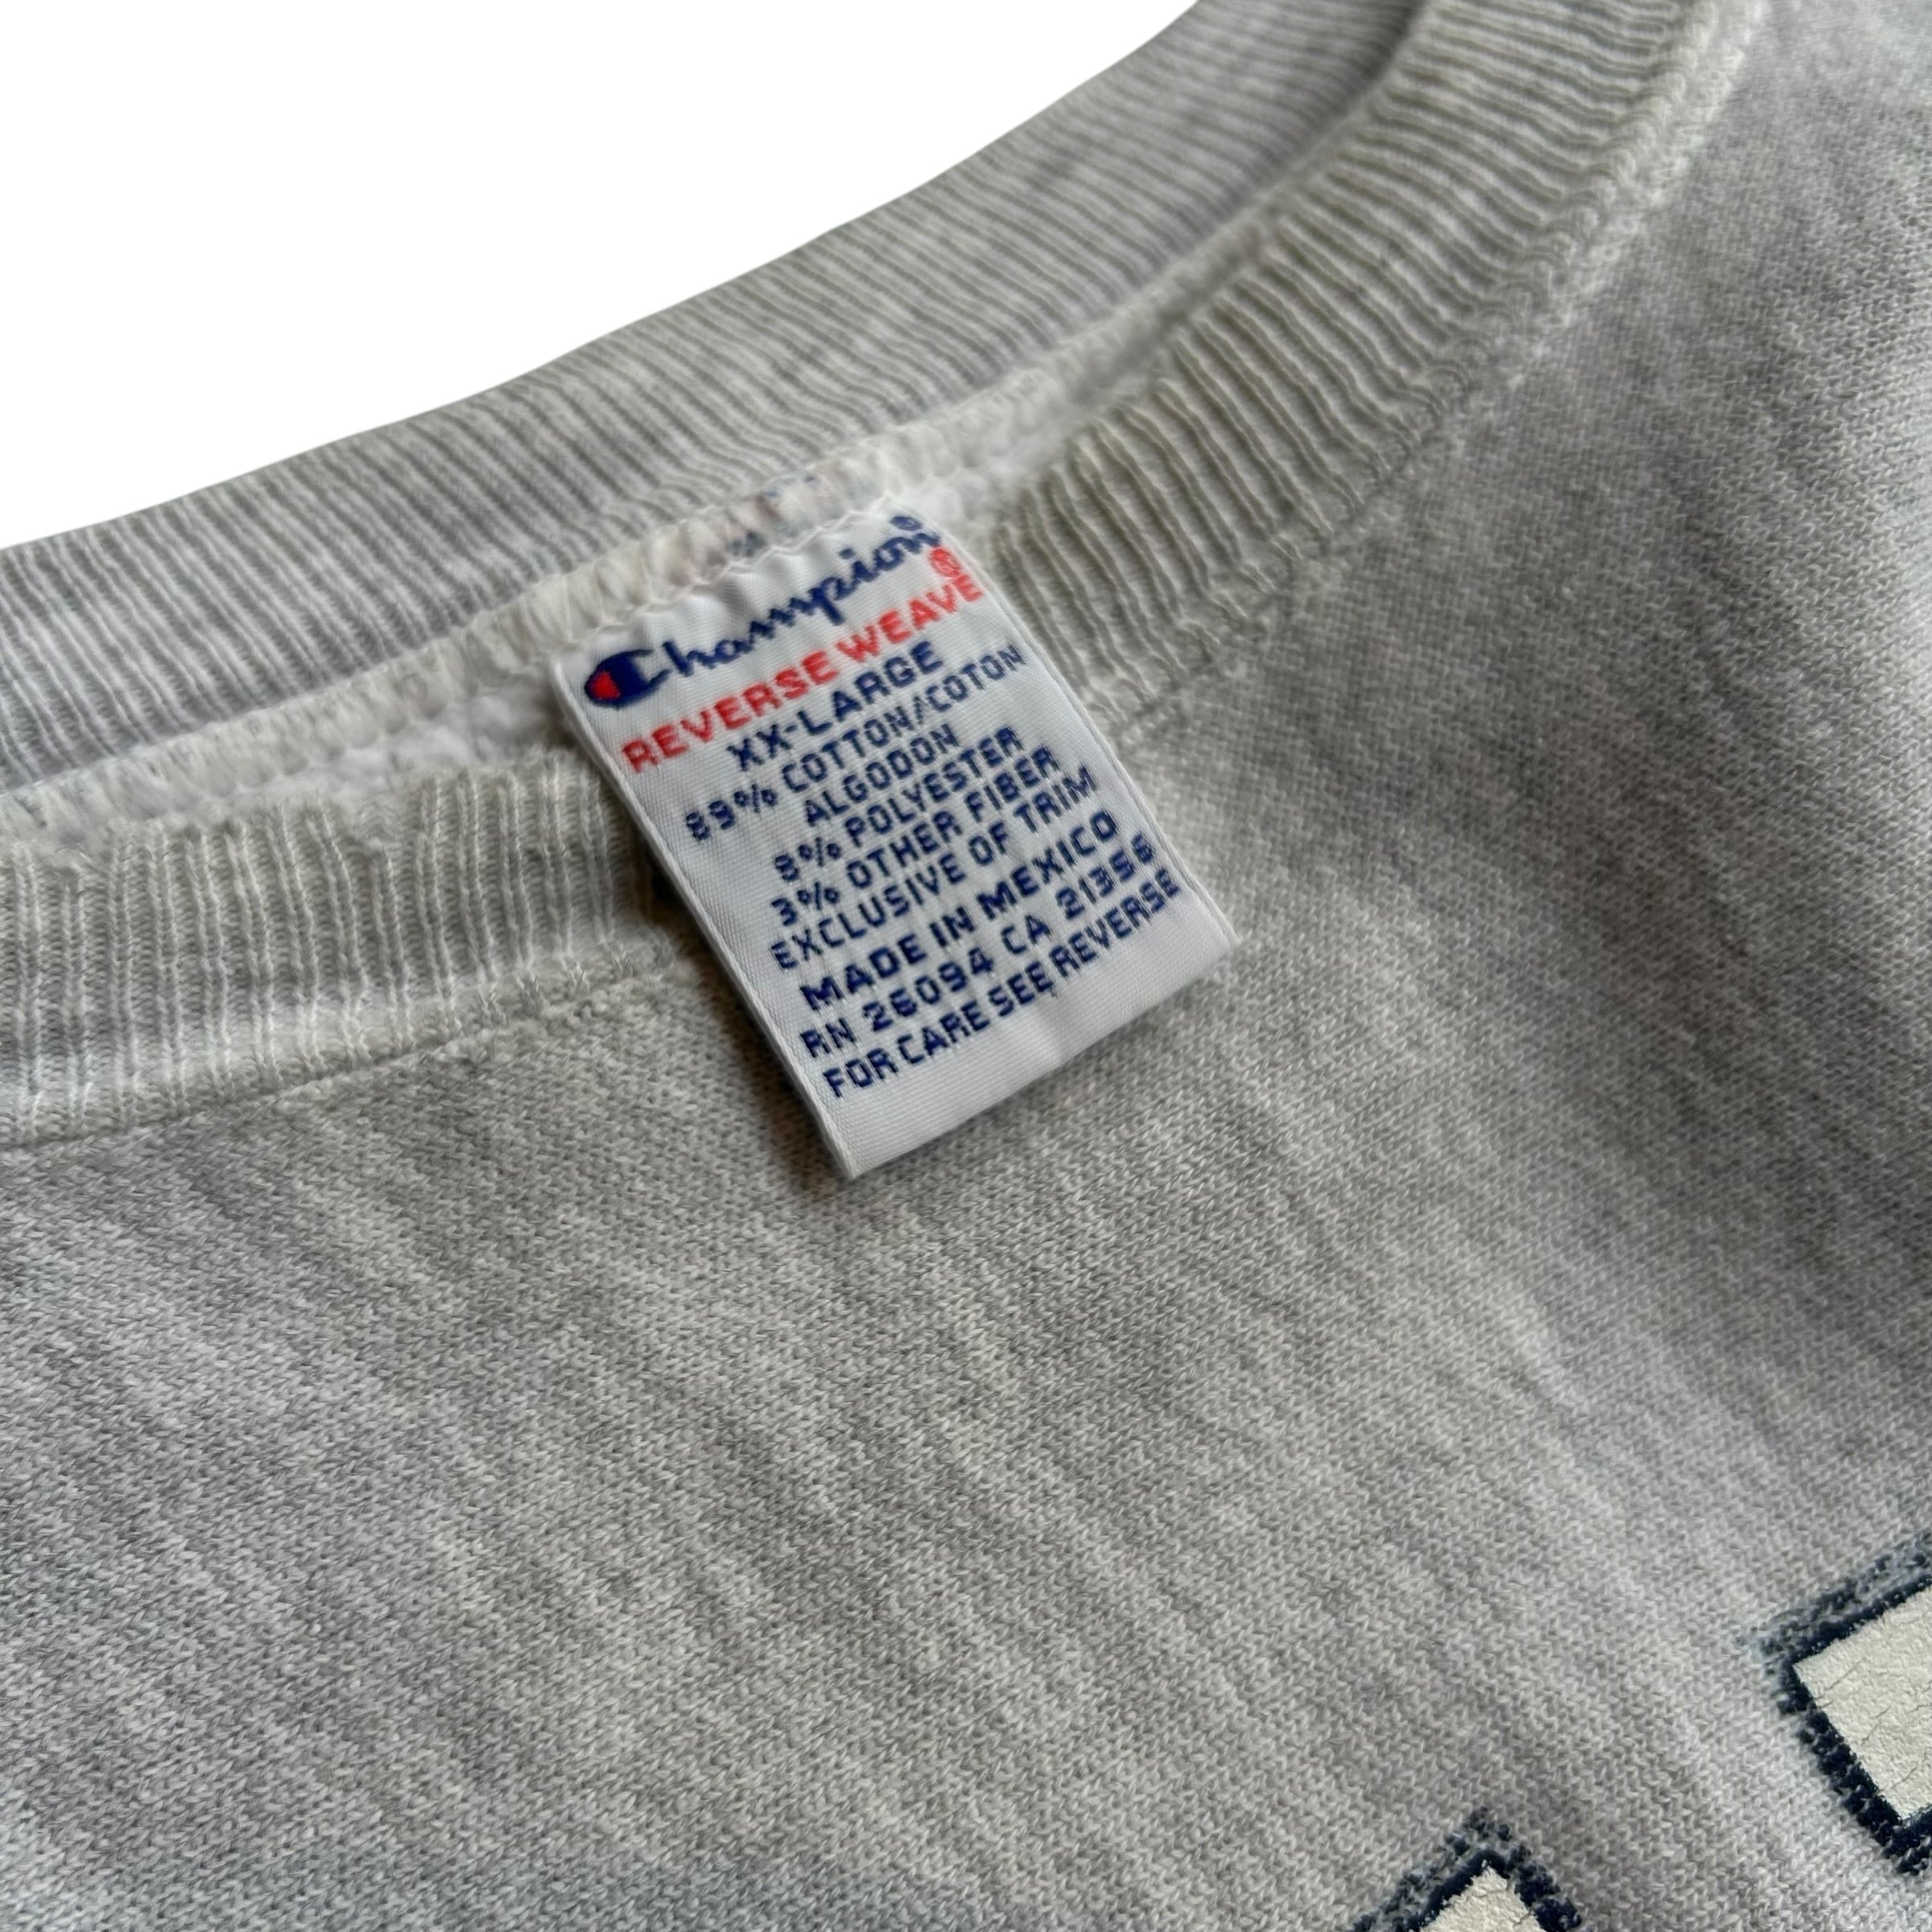 Champion®
REVERSE WEAVE®
XX-LARGE
89% COTTON/COTON
ALGODON
8% POLYESTER
3% OTHER FIBER
EXCLUSIVE OF TRIM
MADE IN MEXICO
RN 26094 CA 21356
FOR CARE SEE REVERSE